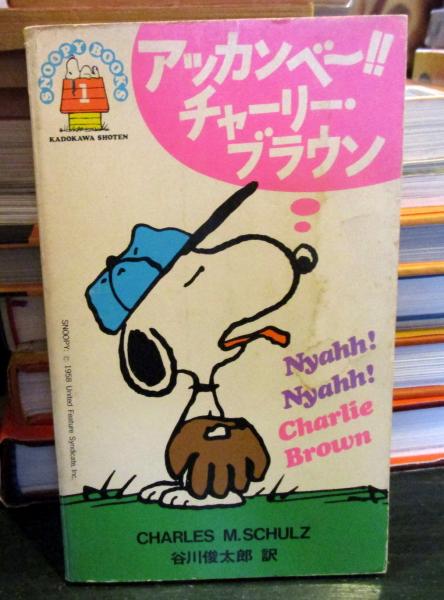 SNOOPY BOOKS
1
KADOKAWA SHOTEN
アッカンベー!!
チャーリー・
ブラウン
SNOOPY: © 1958 United Feature Syndicate, Inc.
Nyahh!
Nyahh!
Charlie
Brown
CHARLES M.SCHULZ
谷川俊太郎 訳